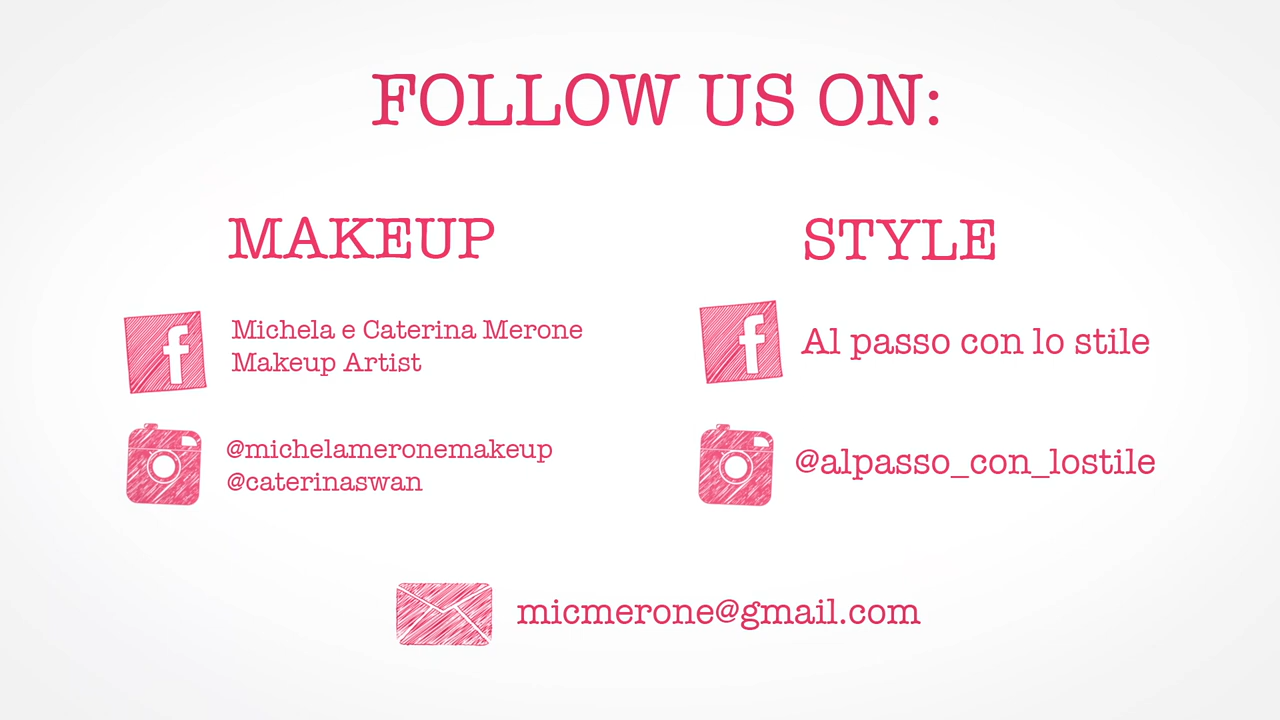 FOLLOW US ON:
MAKEUP
Michela e Caterina Merone
Makeup Artist
@michelameronemakeup
@caterinaswan
STYLE
Al passo con lo stile
@alpasso_con_lostile
micmerone@gmail.com